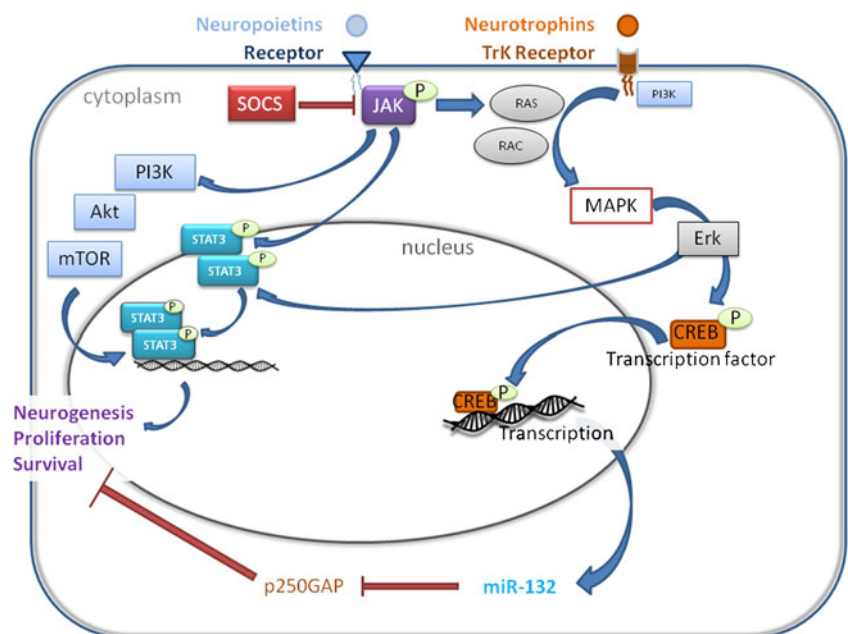 Neuropoietins
Receptor
Neurotrophins
TrK Receptor
cytoplasm
SOCS
JAK
P
RAS
RAC
PI3K
PI3K
Akt
mTOR
MAPK
Erk
nucleus
STAT3
P
STAT3
P
STAT3
P
STAT3
P
P
CREB
Transcription factor
P
CREB
Transcription
Neurogenesis
Proliferation
Survival
p250GAP
miR-132